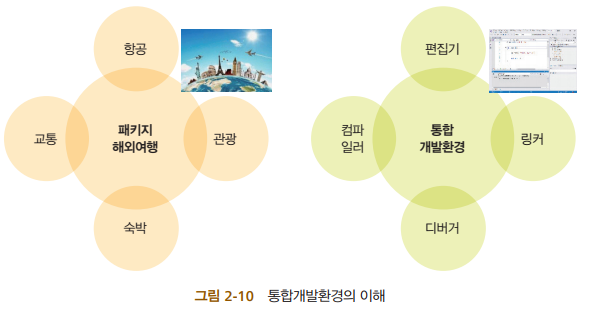 항공
교통
패키지
해외여행
관광
숙박
편집기
컴파
일러
통합
개발환경
링커
디버거
그림 2-10 통합개발환경의 이해